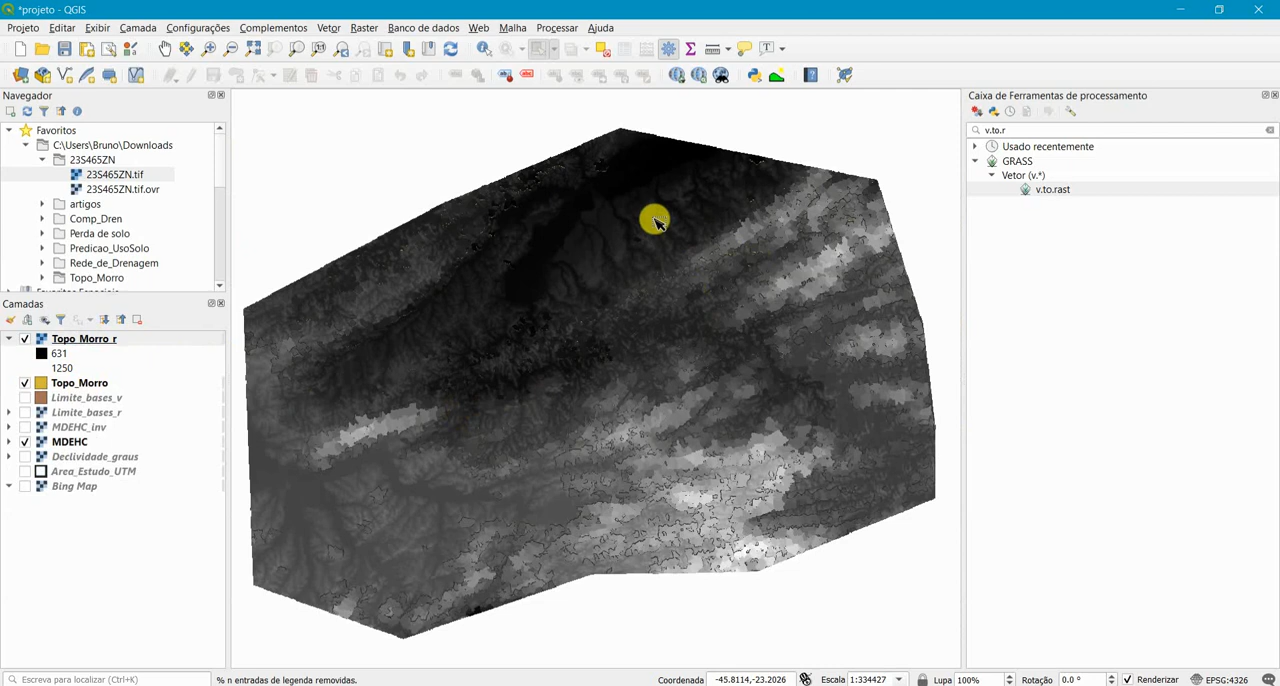 *projeto - QGIS
Projeto Editar Exibir Camada Configurações Complementos Vetor Raster Banco de dados Web Malha Processar Ajuda
Navegador
Favoritos
C:\Users\Bruno\Downloads
23S465ZN
23S465ZN.tif
23S465ZN.tif.ovr
artigos
Comp_Dren
Perda de solo
Predicao_UsoSolo
Rede_de_Drenagem
Topo_Morro
Camadas
Topo_Morro_r
631
1250
Topo_Morro
Limite_bases_v
Limite_bases_r
MDEHC_inv
MDEHC
Declividade_graus
Area_Estudo_UTM
Bing Map
Caixa de Ferramentas de processamento
v.to.r
Usado recentemente
GRASS
Vetor (v.*)
v.to.rast
Escreva para localizar (Ctrl+K) % n entradas de legenda removidas. Coordenada -45.8114,-23.2026 Escala 1:334427 Lupa 100% Rotação 0.0 ° Renderizar EPSG:4326